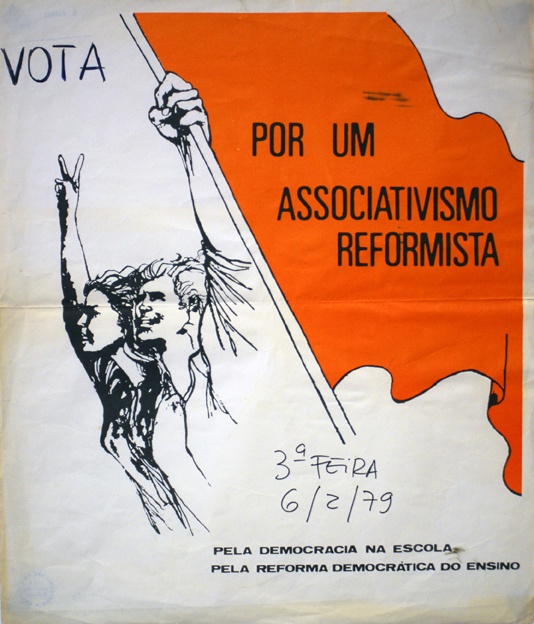 VOTA
POR UM
ASSOCIATIVISMO
REFORMISTA
3ª FEIRA
6/2/79
PELA DEMOCRACIA NA ESCOLA
PELA REFORMA DEMOCRÁTICA DO ENSINO